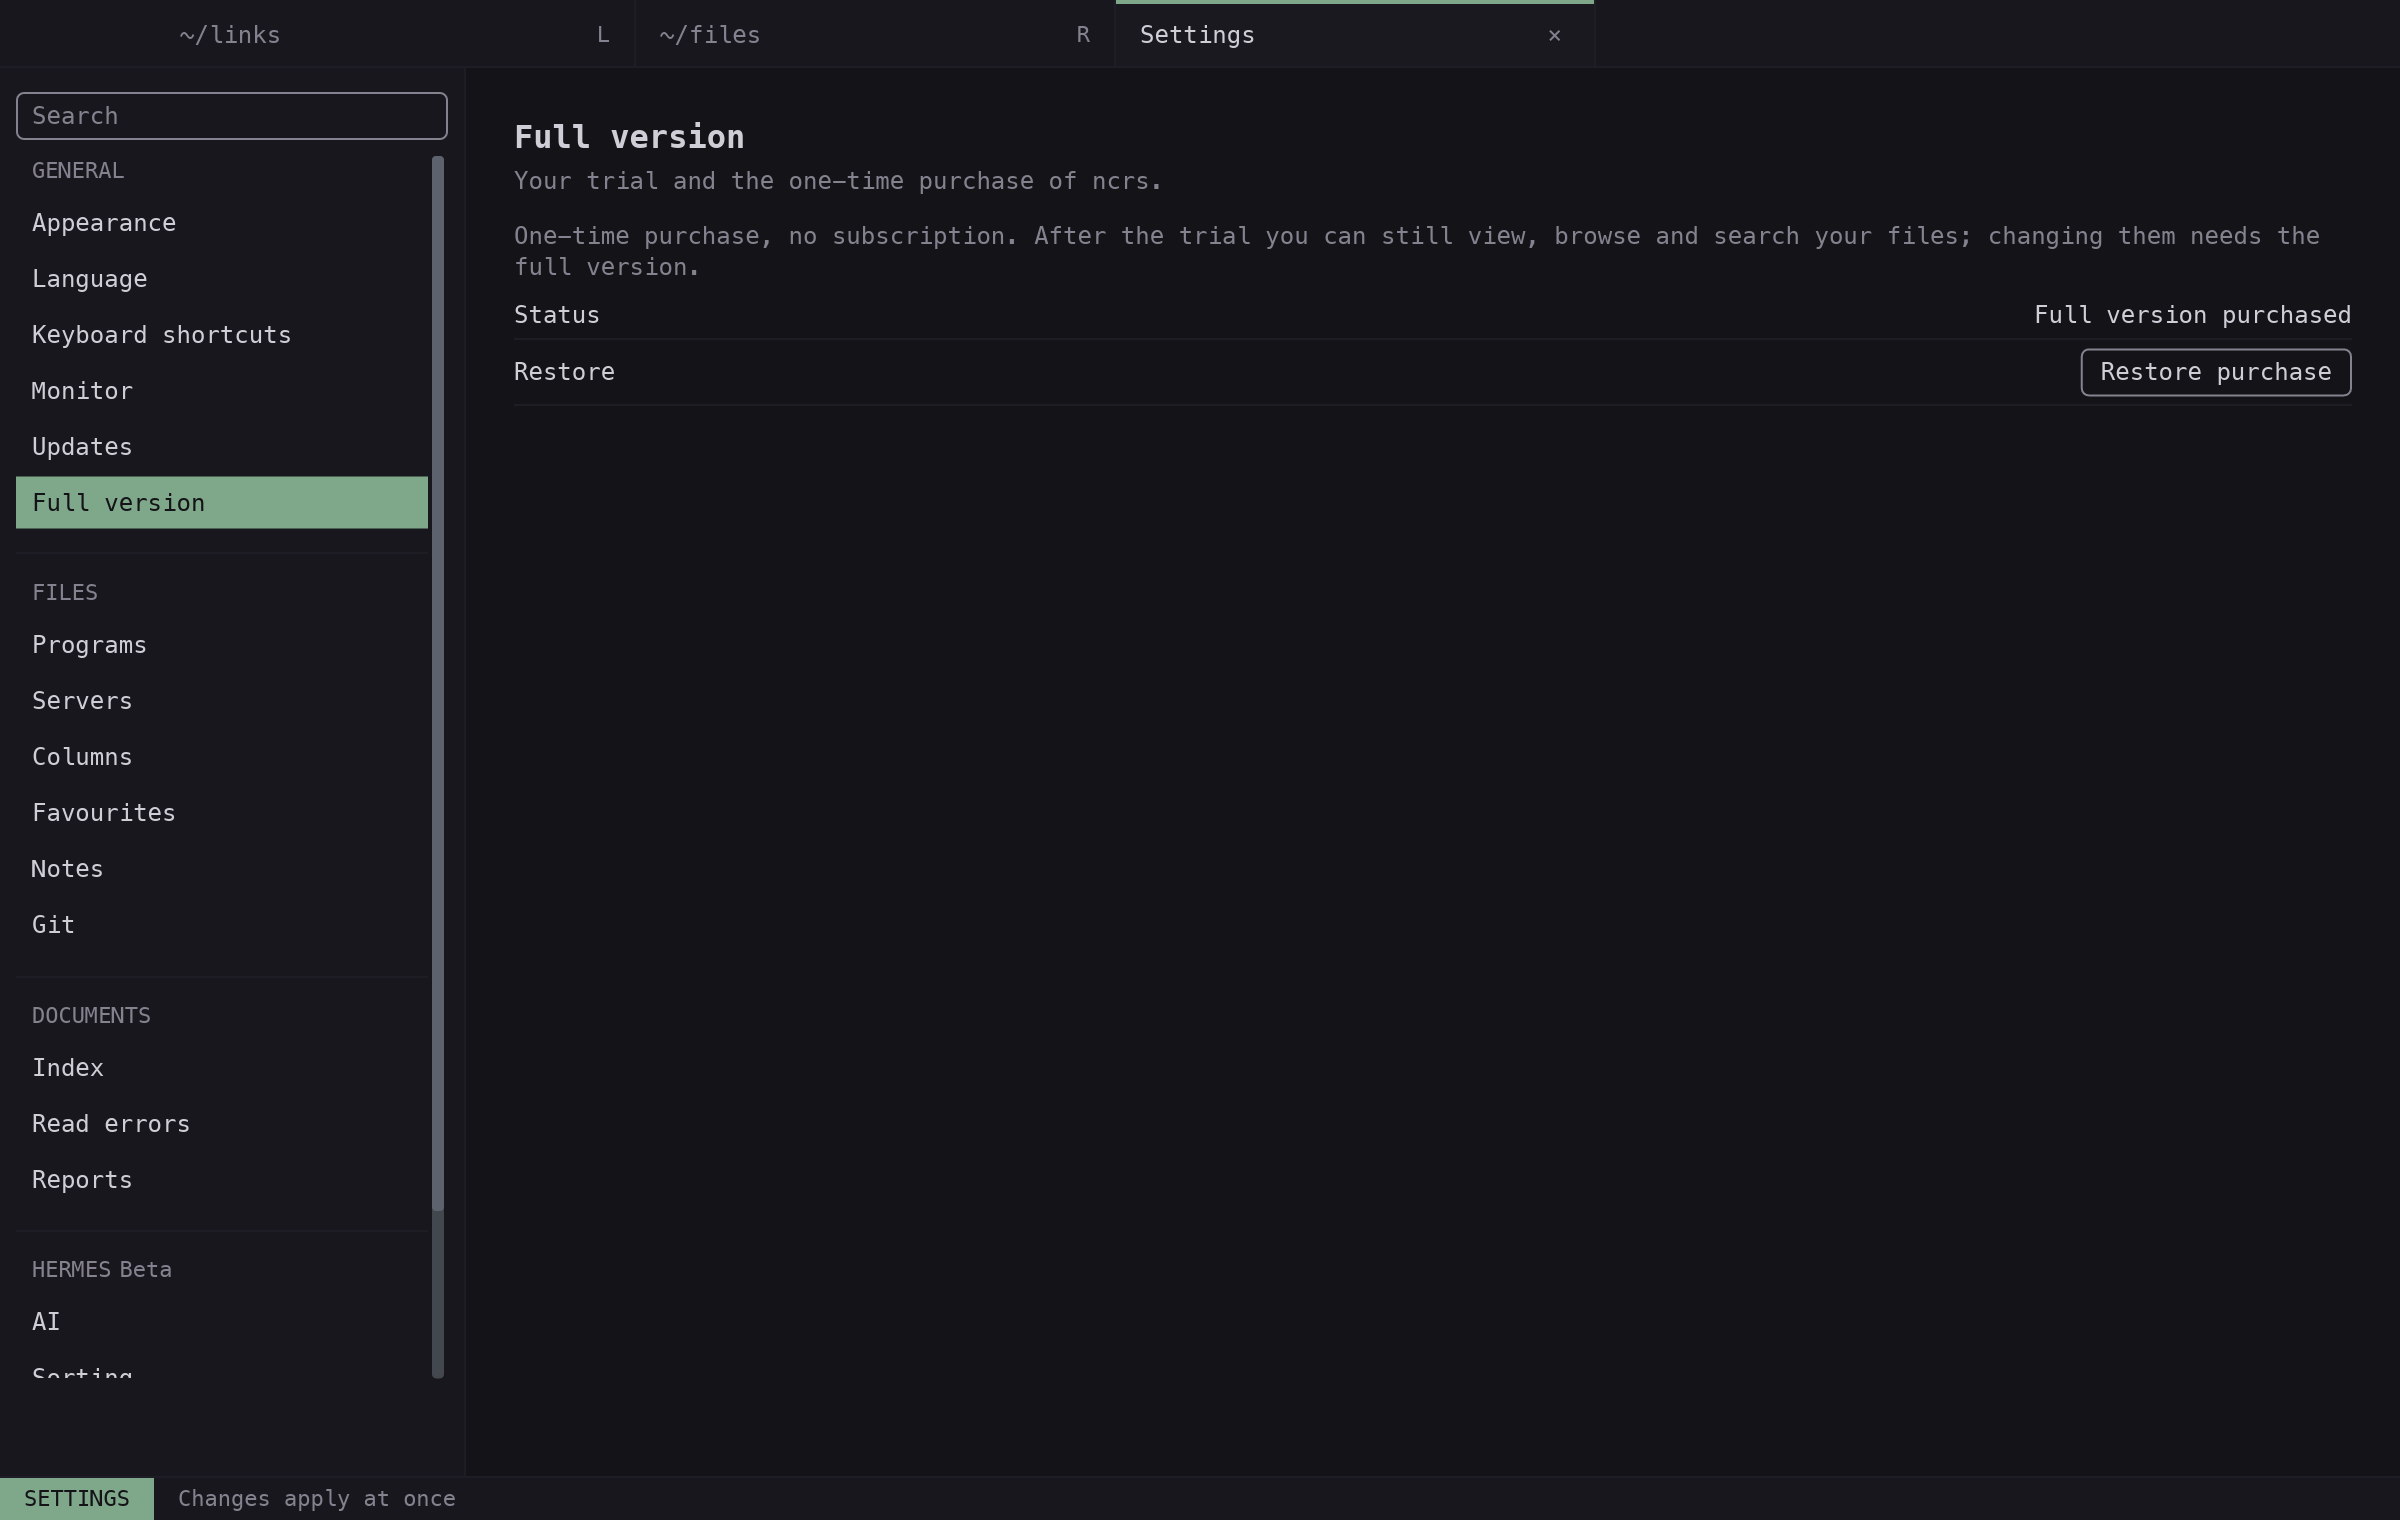 ~/links L ~/files R Settings ×
Search
GENERAL
Appearance
Language
Keyboard shortcuts
Monitor
Updates
Full version
FILES
Programs
Servers
Columns
Favourites
Notes
Git
DOCUMENTS
Index
Read errors
Reports
HERMES Beta
AI
Sorting
Full version
Your trial and the one-time purchase of ncrs.
One-time purchase, no subscription. After the trial you can still view, browse and search your files; changing them needs the
full version.
Status Full version purchased
Restore Restore purchase
SETTINGS Changes apply at once